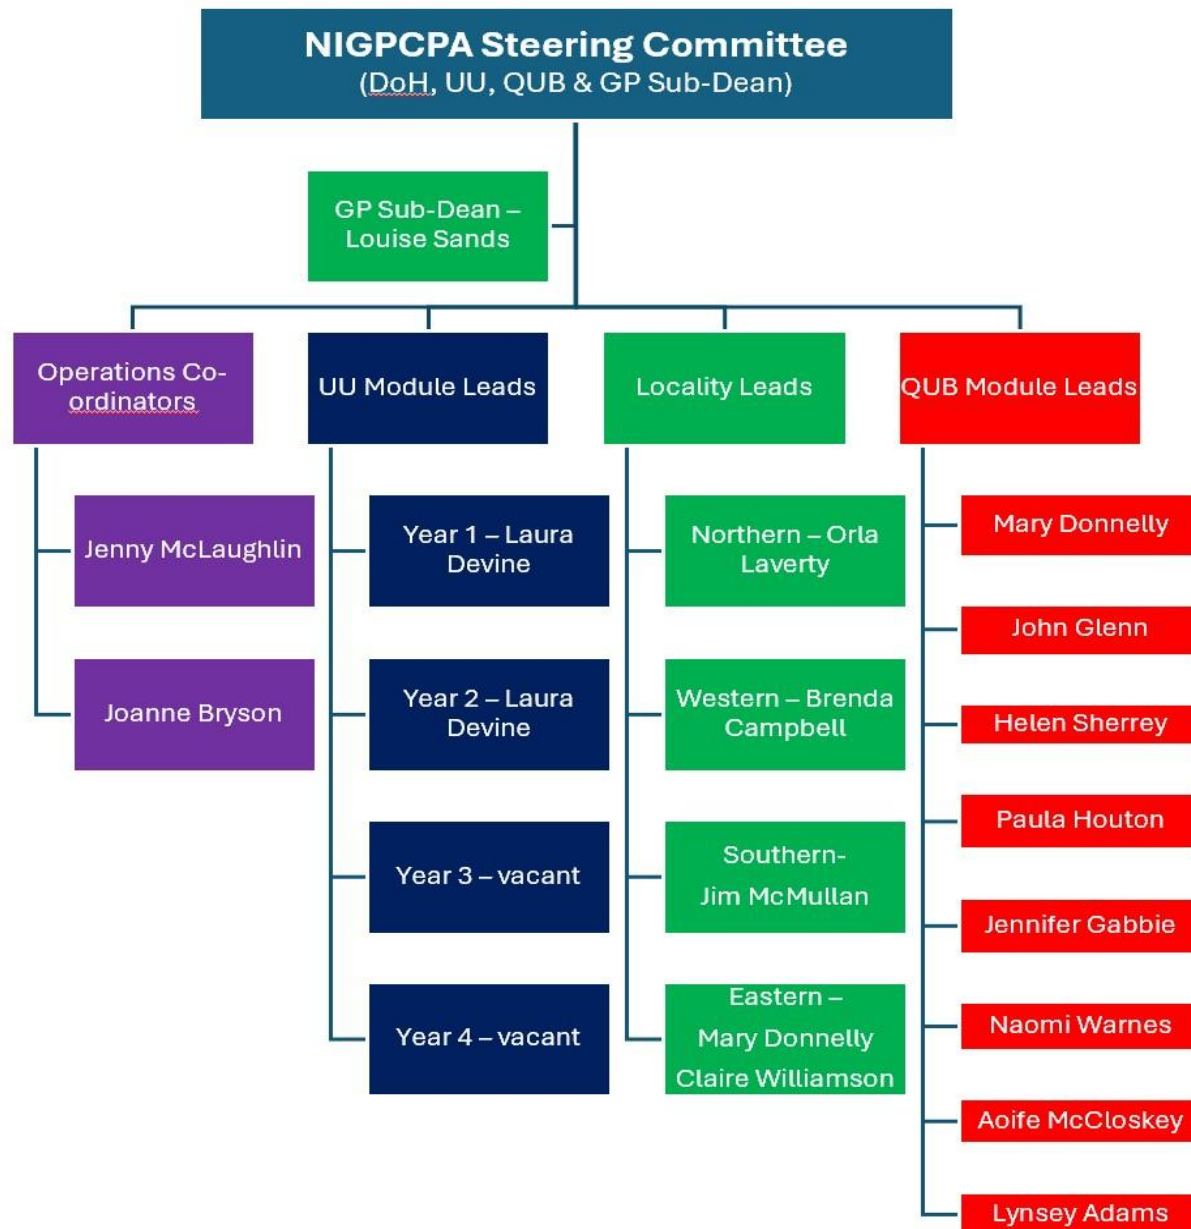 NIGPCPA Steering Committee
(DoH, UU, QUB & GP Sub-Dean)
GP Sub-Dean –
Louise Sands
Operations Co-
ordinators
Jenny McLaughlin
Joanne Bryson
UU Module Leads
Year 1 – Laura
Devine
Year 2 – Laura
Devine
Year 3 – vacant
Year 4 – vacant
Locality Leads
Northern – Orla
Laverty
Western – Brenda
Campbell
Southern-
Jim McMullan
Eastern –
Mary Donnelly
Claire Williamson
QUB Module Leads
Mary Donnelly
John Glenn
Helen Sherrey
Paula Houton
Jennifer Gabbie
Naomi Warnes
Aoife McCloskey
Lynsey Adams